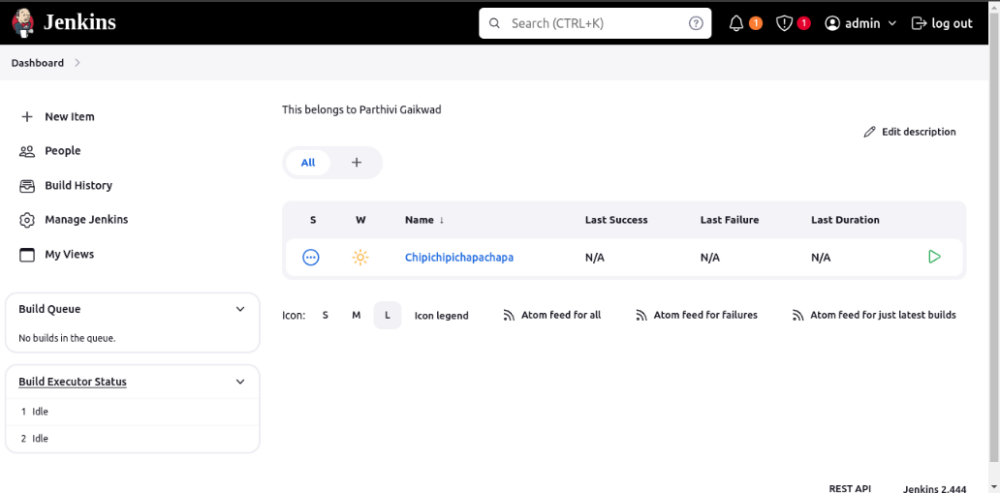 Jenkins
Search (CTRL+K)
1
1
admin
log out
Dashboard
New Item
People
Build History
Manage Jenkins
My Views
Build Queue
No builds in the queue.
Build Executor Status
1 Idle
2 Idle
This belongs to Parthivi Gaikwad
Edit description
All
S W Name ↓ Last Success Last Failure Last Duration
Chipichipichapachapa N/A N/A N/A
Icon: S M L Icon legend Atom feed for all Atom feed for failures Atom feed for just latest builds
REST API Jenkins 2.444